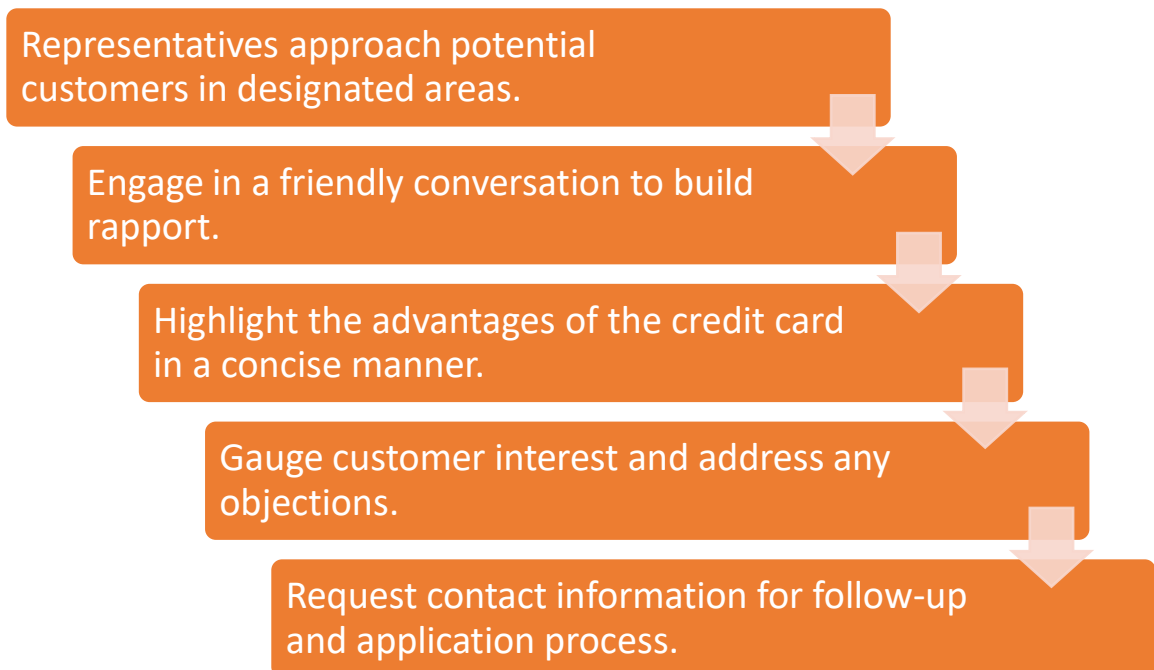 Representatives approach potential
customers in designated areas.
Engage in a friendly conversation to build
rapport.
Highlight the advantages of the credit card
in a concise manner.
Gauge customer interest and address any
objections.
Request contact information for follow-up
and application process.